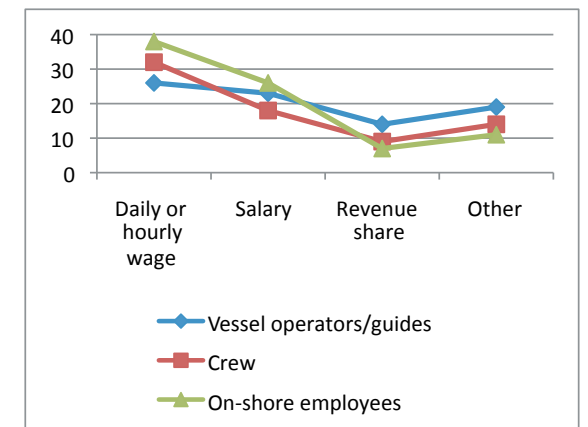 40
30
20
10
0
Daily or hourly wage
Salary
Revenue share
Other
Vessel operators/guides
Crew
On-shore employees